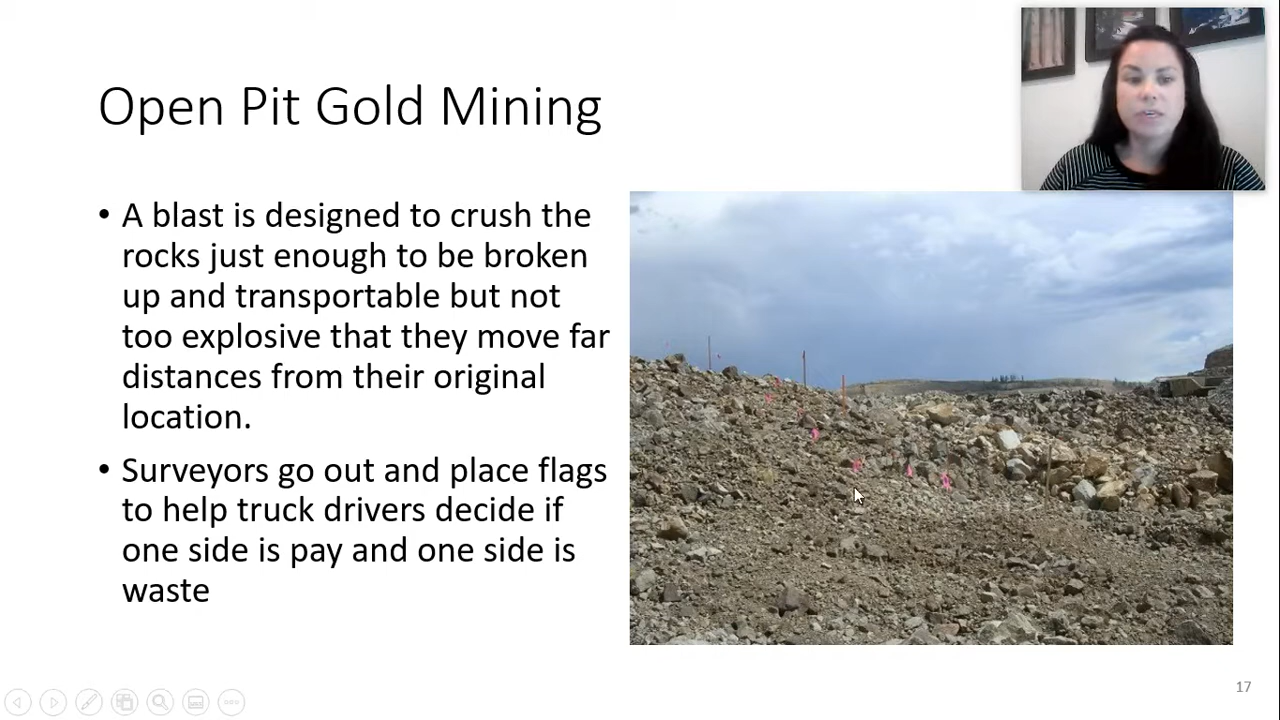 Open Pit Gold Mining
• A blast is designed to crush the
rocks just enough to be broken
up and transportable but not
too explosive that they move far
distances from their original
location.
• Surveyors go out and place flags
to help truck drivers decide if
one side is pay and one side is
waste
17